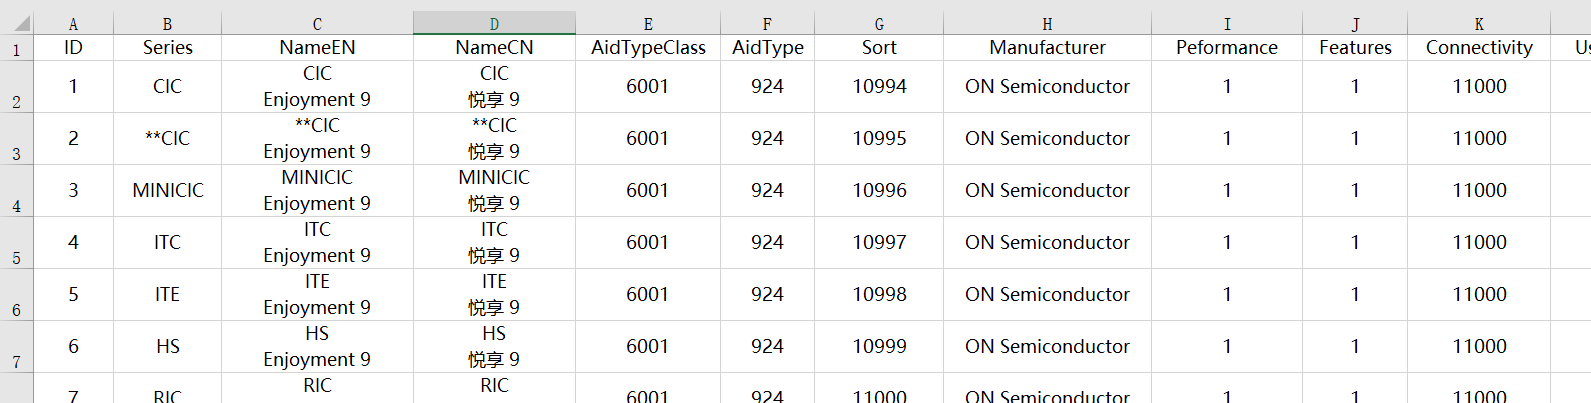 A B C D E F G H I J K
1 ID Series NameEN NameCN AidTypeClass AidType Sort Manufacturer Peformance Features Connectivity
2 1 CIC CIC Enjoyment 9 CIC 悦享 9 6001 924 10994 ON Semiconductor 1 1 11000
3 2 **CIC **CIC Enjoyment 9 **CIC 悦享 9 6001 924 10995 ON Semiconductor 1 1 11000
4 3 MINICIC MINICIC Enjoyment 9 MINICIC 悦享 9 6001 924 10996 ON Semiconductor 1 1 11000
5 4 ITC ITC Enjoyment 9 ITC 悦享 9 6001 924 10997 ON Semiconductor 1 1 11000
6 5 ITE ITE Enjoyment 9 ITE 悦享 9 6001 924 10998 ON Semiconductor 1 1 11000
7 6 HS HS Enjoyment 9 HS 悦享 9 6001 924 10999 ON Semiconductor 1 1 11000
7 RIC RIC RIC 6001 924 11000 ON Semiconductor 1 1 11000